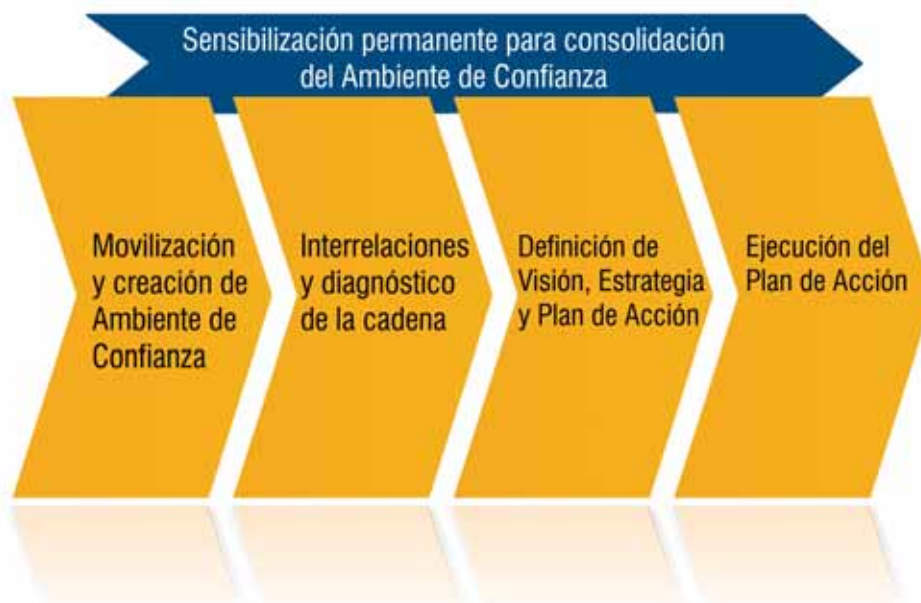 Sensibilización permanente para consolidación
del Ambiente de Confianza
Movilización
y creación de
Ambiente de
Confianza
Interrelaciones
y diagnóstico
de la cadena
Definición de
Visión, Estrategia
y Plan de Acción
Ejecución del
Plan de Acción